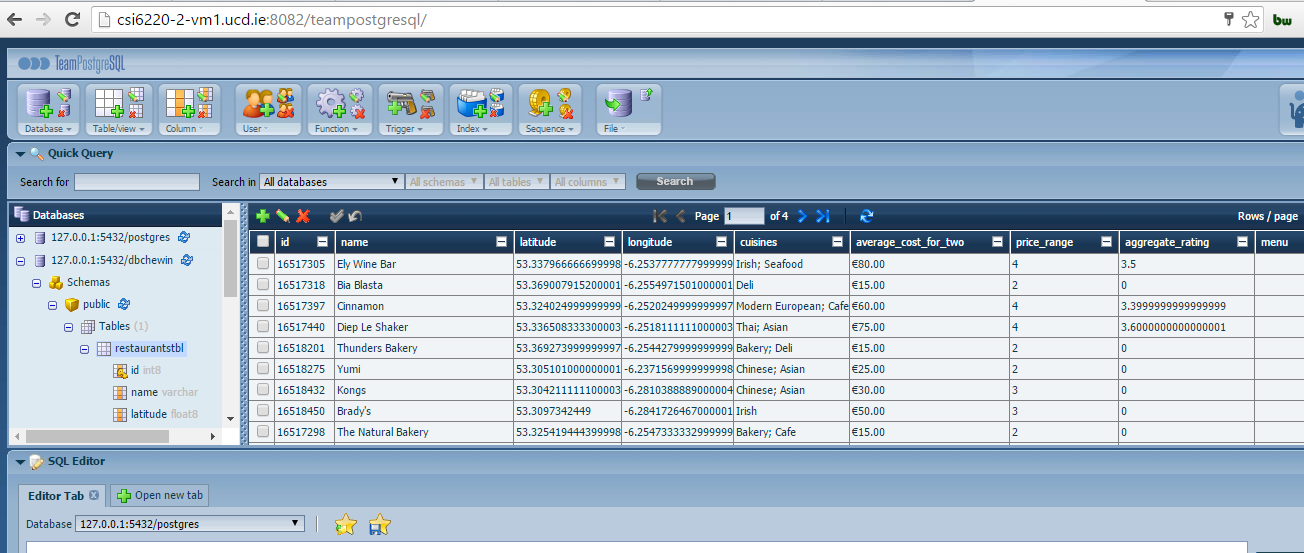 csi6220-2-vm1.ucd.ie:8082/teampostgresql/
bw
TeamPostgreSQL
Database Table/view Column User Function Trigger Index Sequence File
Quick Query
Search for Search in All databases All schemas All tables All columns Search
Databases
127.0.0.1:5432/postgres
127.0.0.1:5432/dbchewin
Schemas
public
Tables (1)
restaurantstbl
id int8
name varchar
latitude float8
Page 1 of 4 Rows / page
id name latitude longitude cuisines average_cost_for_two price_range aggregate_rating menu
16517305 Ely Wine Bar 53.337966666699998 -6.2537777777999999 Irish; Seafood €80.00 4 3.5
16517318 Bia Blasta 53.369007915200001 -6.2554971501000001 Deli €15.00 2 0
16517397 Cinnamon 53.324024999999999 -6.2520249999999997 Modern European; Cafe €60.00 4 3.3999999999999999
16517440 Diep Le Shaker 53.336508333300003 -6.2518111111000003 Thai; Asian €75.00 4 3.6000000000000001
16518201 Thunders Bakery 53.369273999999997 -6.2544279999999999 Bakery; Deli €15.00 2 0
16518275 Yumi 53.305101000000001 -6.2371569999999998 Chinese; Asian €25.00 2 0
16518432 Kongs 53.304211111100003 -6.2810388889000004 Chinese; Asian €30.00 3 0
16518450 Brady's 53.3097342449 -6.2841726467000001 Irish €50.00 3 0
16517298 The Natural Bakery 53.325419444399998 -6.2547333332999999 Bakery; Cafe €15.00 2 0
SQL Editor
Editor Tab Open new tab
Database 127.0.0.1:5432/postgres